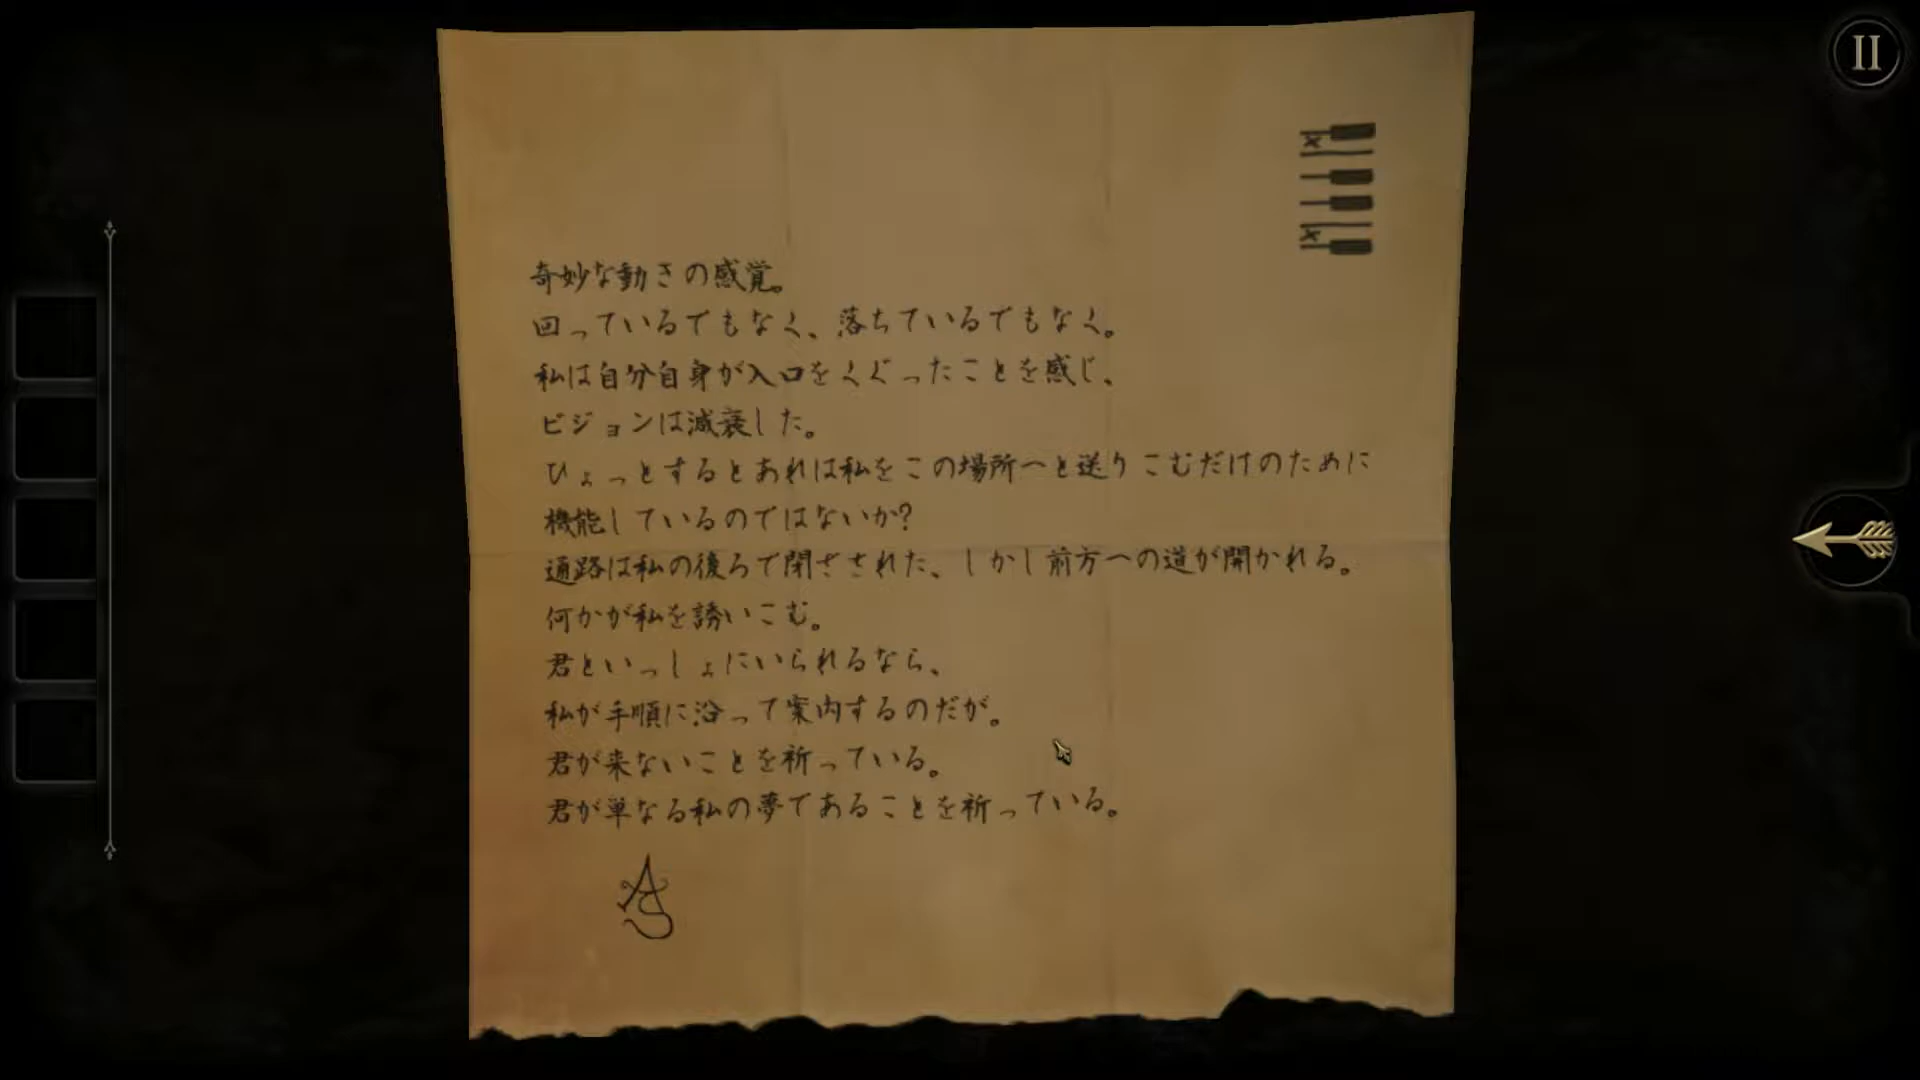 奇妙な動きの感覚。
回っているでもなく、落ちているでもなく。
私は自分自身が入口をくぐったことを感じ、
ビジョンは減衰した。
ひょっとするとあれは私をこの場所へと送りこむだけのために
機能しているのではないか?
通路は私の後ろで閉ざされた、しかし前方への道が開かれる。
何かが私を誘いこむ。
君といっしょにいられるなら、
私が手順に沿って案内するのだが。
君が来ないことを祈っている。
君が単なる私の夢であることを祈っている。
AS